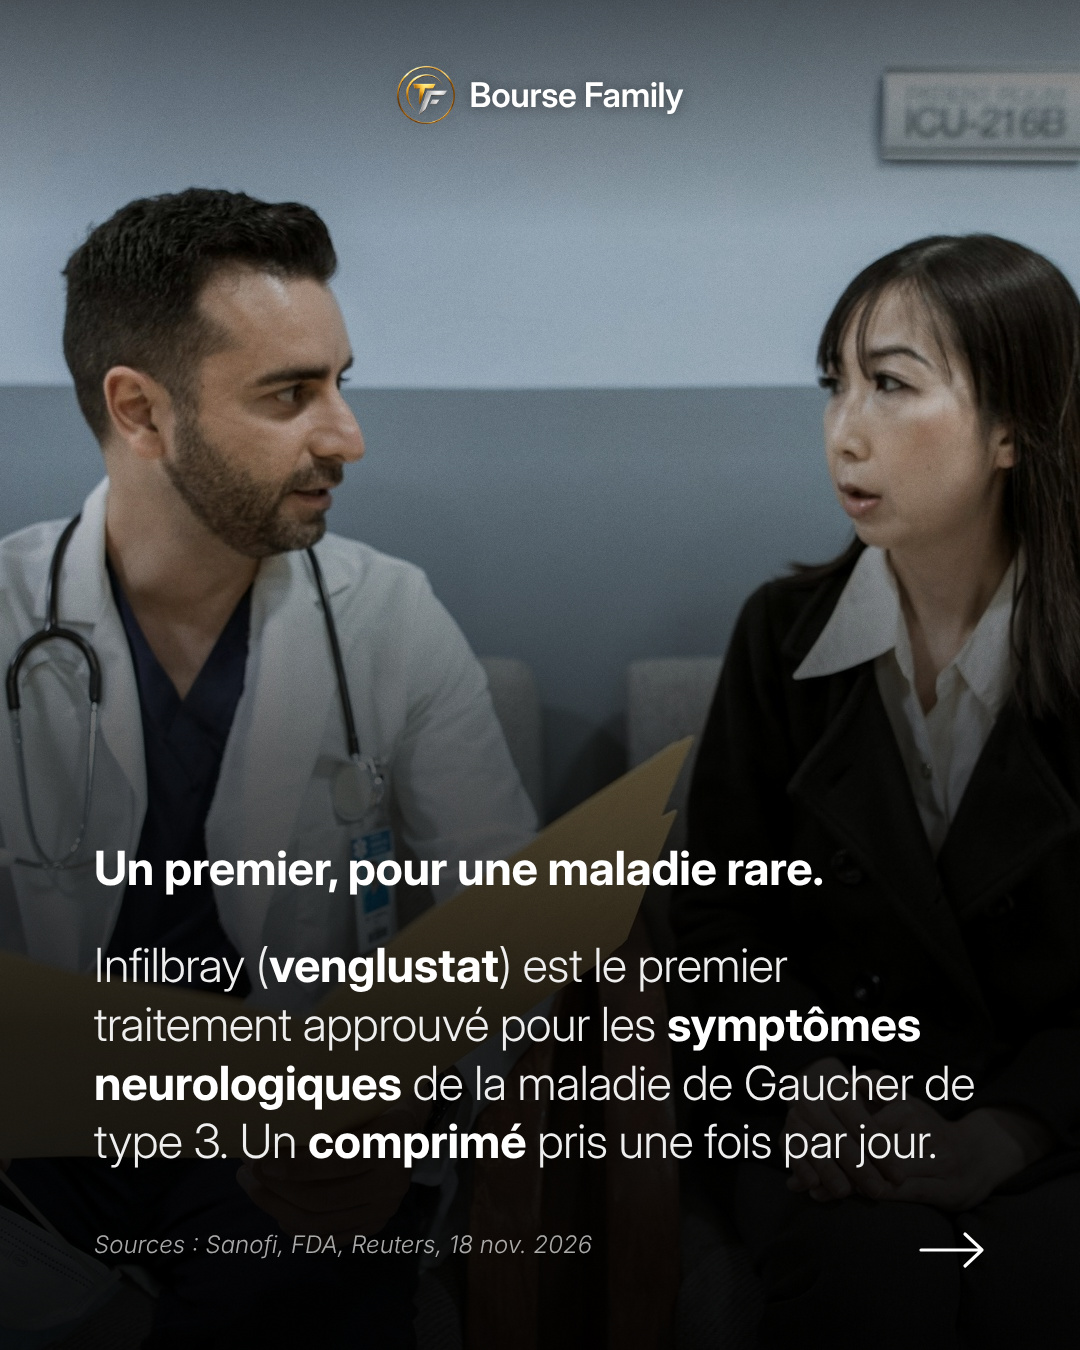 Bourse Family
ICU-216B
Un premier, pour une maladie rare.
Infilbray (venglustat) est le premier
traitement approuvé pour les symptômes
neurologiques de la maladie de Gaucher de
type 3. Un comprimé pris une fois par jour.
Sources : Sanofi, FDA, Reuters, 18 nov. 2026